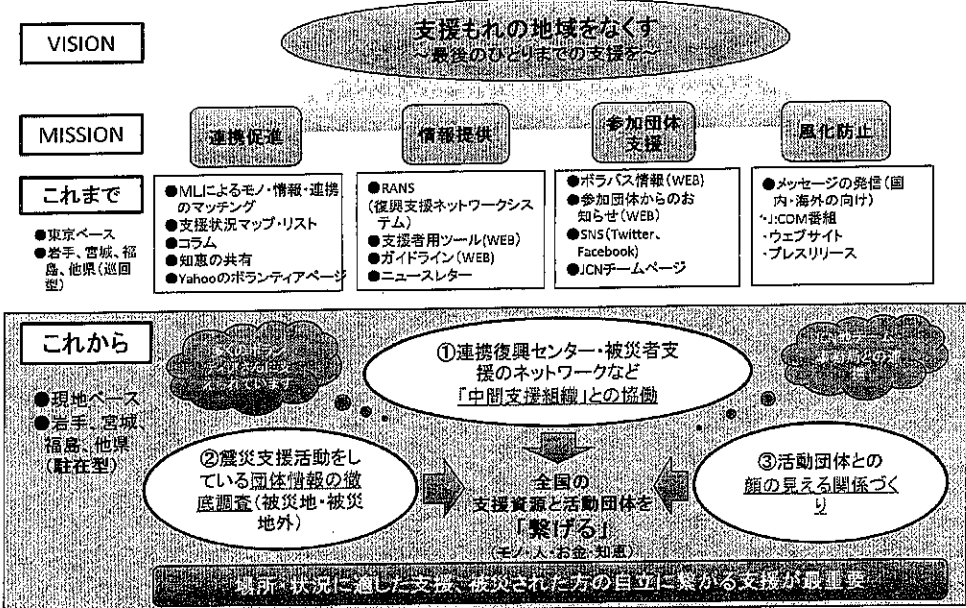 VISION
支援もれの地域をなくす
～最後のひとりまでの支援を～
MISSION
連携促進
情報提供
参加団体
支援
風化防止
これまで
●東京ベース
●岩手、宮城、福
島、他県（巡回
型）
●MLによるモノ・情報・連携
のマッチング
●支援状況マップ・リスト
●コラム
●知恵の共有
●Yahooのボランティアページ
●RANS
（復興支援ネットワークシス
テム）
●支援者用ツール(WEB)
●ガイドライン(WEB)
●ニュースレター
●ボラバス情報(WEB)
●参加団体からのお
知らせ(WEB)
●SNS(Twitter、
Facebook)
●JCNチームページ
●メッセージの発信（国
内・海外の向け）
・J:COM番組
・ウェブサイト
・プレスリリース
これから
●現地ベース
●岩手、宮城、
福島、他県
（駐在型）
①連携復興センター・被災者支
援のネットワークなど
「中間支援組織」との協働
②震災支援活動をし
ている団体情報の徹
底調査（被災地・被災
地外）
全国の
支援資源と活動団体を
「繋げる」
（モノ・人・お金・知恵）
③活動団体との
顔の見える関係づく
り
場所・状況に適した支援、被災された方の自立に繋がる支援が最重要